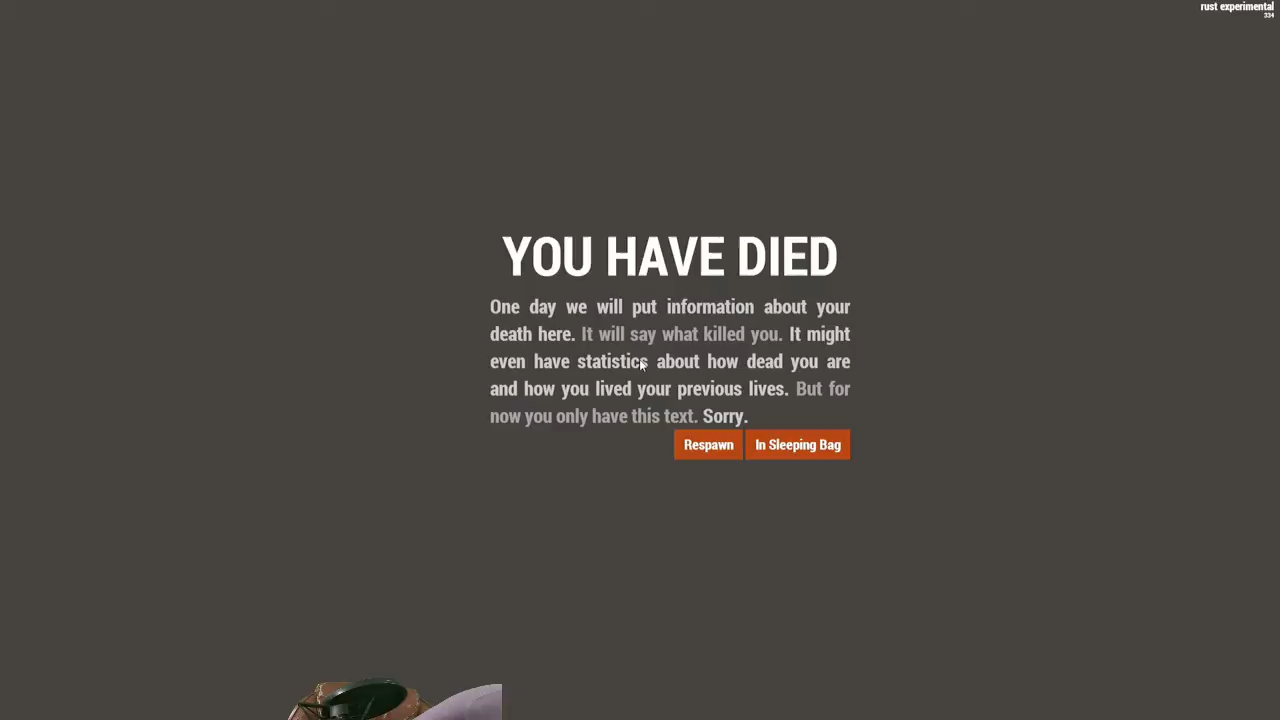 rust experimental
334
YOU HAVE DIED
One day we will put information about your
death here. It will say what killed you. It might
even have statistics about how dead you are
and how you lived your previous lives. But for
now you only have this text. Sorry.
Respawn In Sleeping Bag